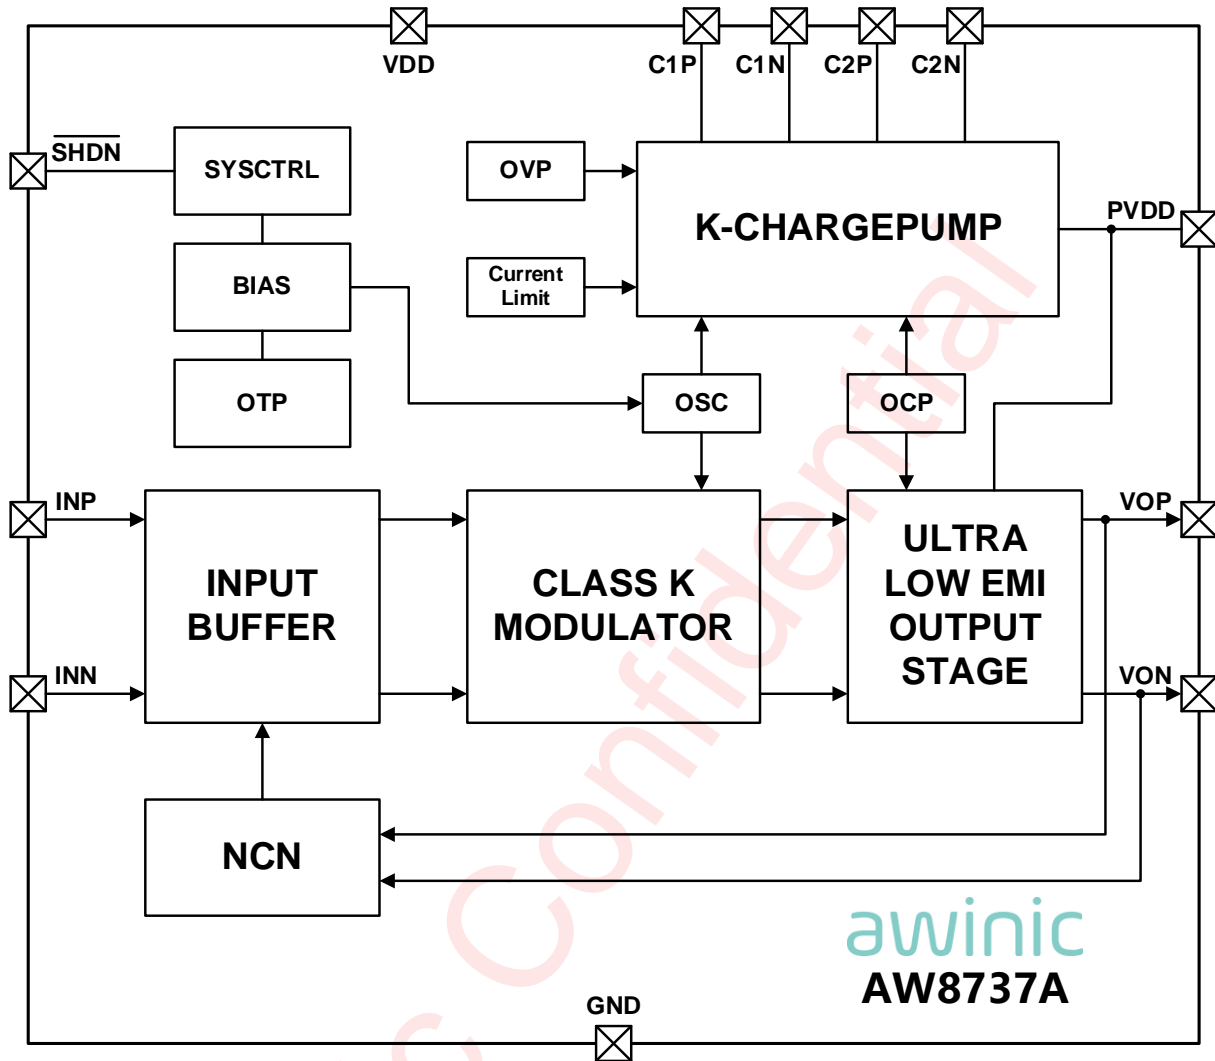 VDD
C1P
C1N
C2P
C2N
SHDN
SYSCTRL
OVP
K-CHARGEPUMP
PVDD
BIAS
Current
Limit
OTP
OSC
OCP
INP
VOP
INPUT
BUFFER
CLASS K
MODULATOR
ULTRA
LOW EMI
OUTPUT
STAGE
INN
VON
NCN
awinic
AW8737A
GND
c Confidential